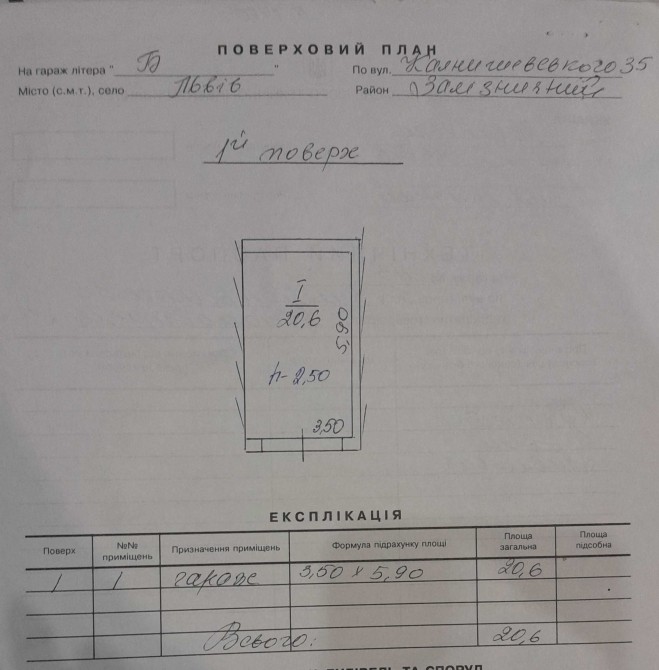 ПОВЕРХОВИЙ ПЛАН
На гараж літера " Б " По вул. Калнишевського 35
Місто (с.м.т.), село Львів Район Залізничний
1й поверх
I
20,6
5,90
h-2,50
3,50
ЕКСПЛІКАЦІЯ
Поверх №№ приміщень Призначення приміщень Формула підрахунку площі Площа загальна Площа підсобна
1 1 гараж 3,50 х 5,90 20,6
Всього: 20,6